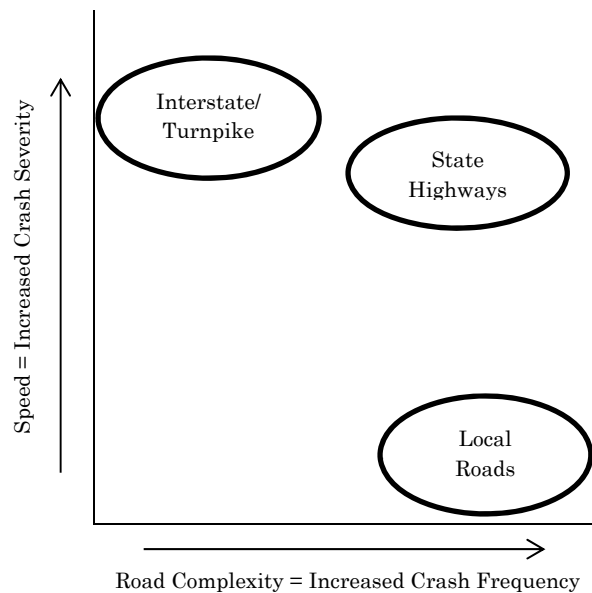 Interstate/
Turnpike
State
Highways
Speed = Increased Crash Severity
Local
Roads
Road Complexity = Increased Crash Frequency